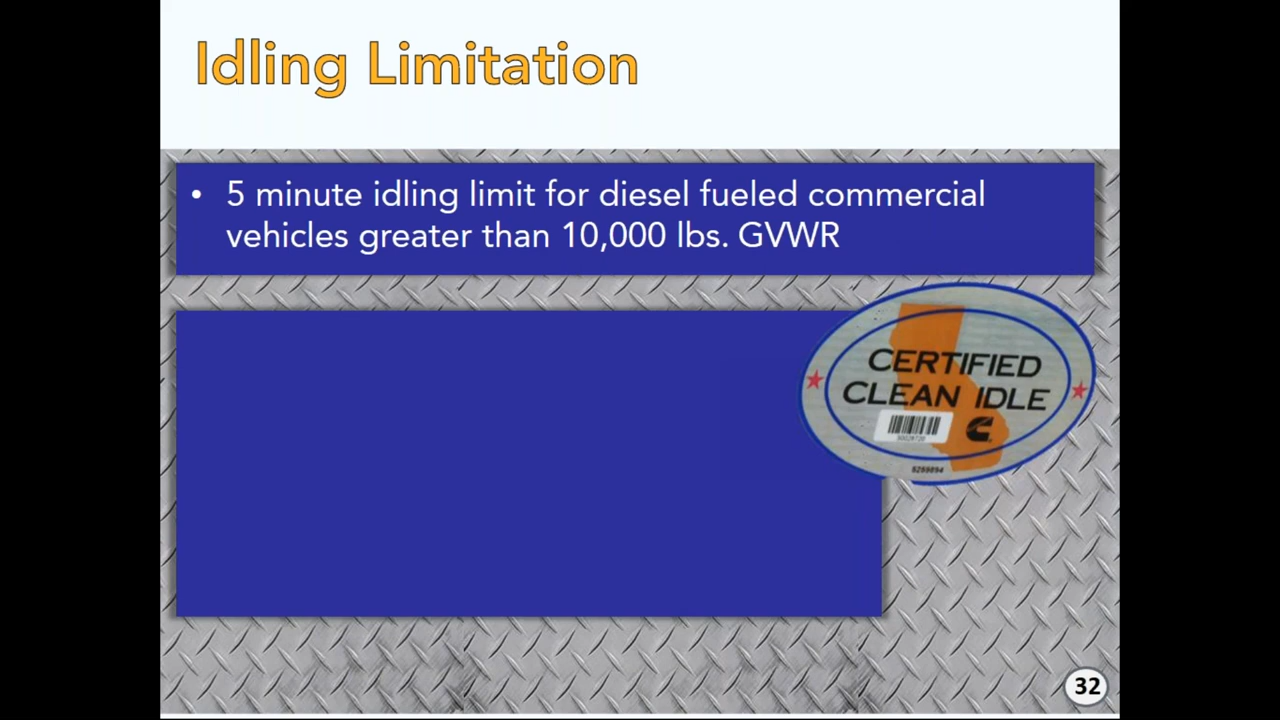 Idling Limitation
• 5 minute idling limit for diesel fueled commercial
vehicles greater than 10,000 lbs. GVWR
CERTIFIED
CLEAN IDLE
32